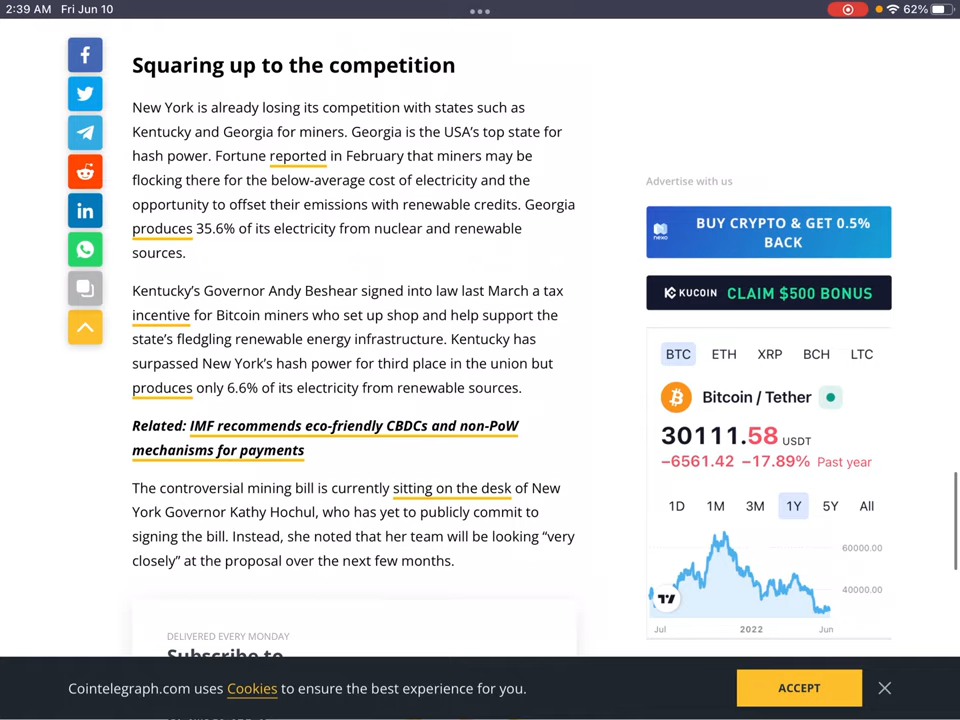 2:39 AM Fri Jun 10
62%
Squaring up to the competition
New York is already losing its competition with states such as
Kentucky and Georgia for miners. Georgia is the USA's top state for
hash power. Fortune reported in February that miners may be
flocking there for the below-average cost of electricity and the
opportunity to offset their emissions with renewable credits. Georgia
produces 35.6% of its electricity from nuclear and renewable
sources.
Kentucky's Governor Andy Beshear signed into law last March a tax
incentive for Bitcoin miners who set up shop and help support the
state's fledgling renewable energy infrastructure. Kentucky has
surpassed New York's hash power for third place in the union but
produces only 6.6% of its electricity from renewable sources.
Related: IMF recommends eco-friendly CBDCs and non-PoW
mechanisms for payments
The controversial mining bill is currently sitting on the desk of New
York Governor Kathy Hochul, who has yet to publicly commit to
signing the bill. Instead, she noted that her team will be looking "very
closely" at the proposal over the next few months.
DELIVERED EVERY MONDAY
Subscribe to
Advertise with us
nexo
BUY CRYPTO & GET 0.5%
BACK
KUCOIN CLAIM $500 BONUS
BTC ETH XRP BCH LTC
Bitcoin / Tether
30111.58 USDT
−6561.42 −17.89% Past year
1D 1M 3M 1Y 5Y All
60000.00
40000.00
Jul 2022 Jun
Cointelegraph.com uses Cookies to ensure the best experience for you.
ACCEPT